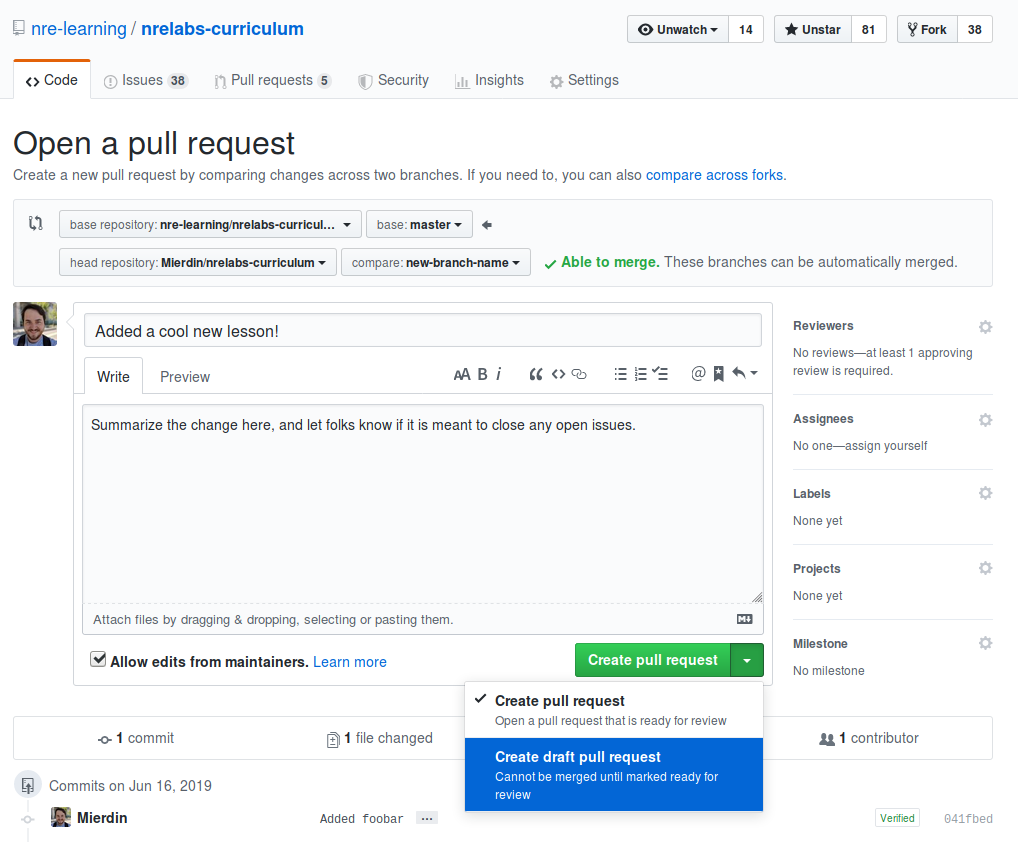 nre-learning / nrelabs-curriculum
Unwatch 14 Unstar 81 Fork 38
Code Issues 38 Pull requests 5 Security Insights Settings
Open a pull request
Create a new pull request by comparing changes across two branches. If you need to, you can also compare across forks.
base repository: nre-learning/nrelabs-curricul... base: master
head repository: Mierdin/nrelabs-curriculum compare: new-branch-name Able to merge. These branches can be automatically merged.
Added a cool new lesson!
Write Preview AA B i “ <> @
Summarize the change here, and let folks know if it is meant to close any open issues.
Attach files by dragging & dropping, selecting or pasting them.
Allow edits from maintainers. Learn more
Create pull request
Create pull request
Open a pull request that is ready for review
Create draft pull request
Cannot be merged until marked ready for
review
Reviewers
No reviews—at least 1 approving
review is required.
Assignees
No one—assign yourself
Labels
None yet
Projects
None yet
Milestone
No milestone
1 commit 1 file changed 1 contributor
Commits on Jun 16, 2019
Mierdin Added foobar ... Verified 041fbed